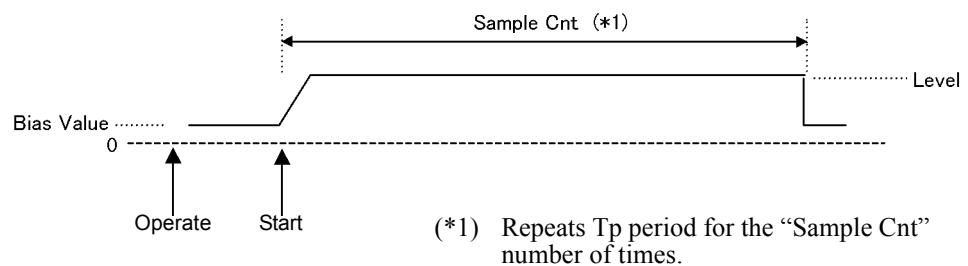 Sample Cnt (*1)
Level
Bias Value
0
Operate
Start
(*1) Repeats Tp period for the “Sample Cnt”
number of times.